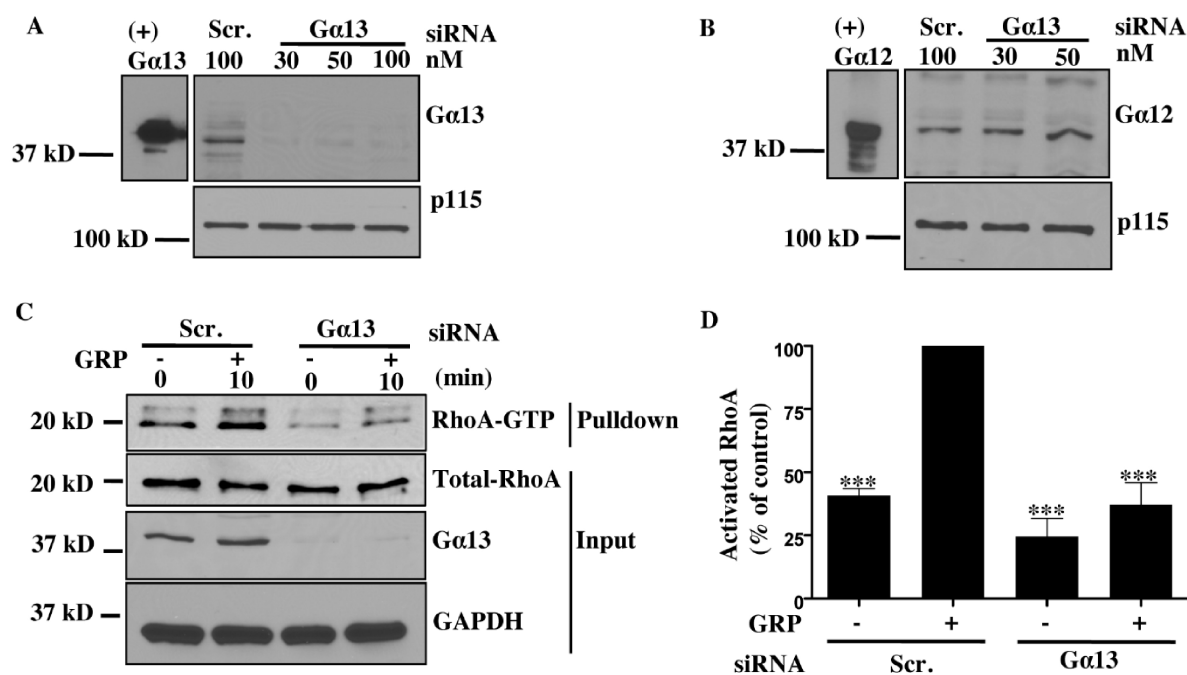 A
(+) Scr. Gα13 siRNA
Gα13 100 30 50 100 nM
Gα13
37 kD
p115
100 kD
B
(+) Scr. Gα13 siRNA
Gα12 100 30 50 nM
Gα12
37 kD
p115
100 kD
C
Scr. Gα13 siRNA
GRP - + - +
0 10 0 10 (min)
20 kD RhoA-GTP Pulldown
20 kD Total-RhoA
37 kD Gα13 Input
37 kD GAPDH
D
Activated RhoA
(% of control)
100
75
50
25
0
*** *** ***
GRP - + - +
siRNA Scr. Gα13